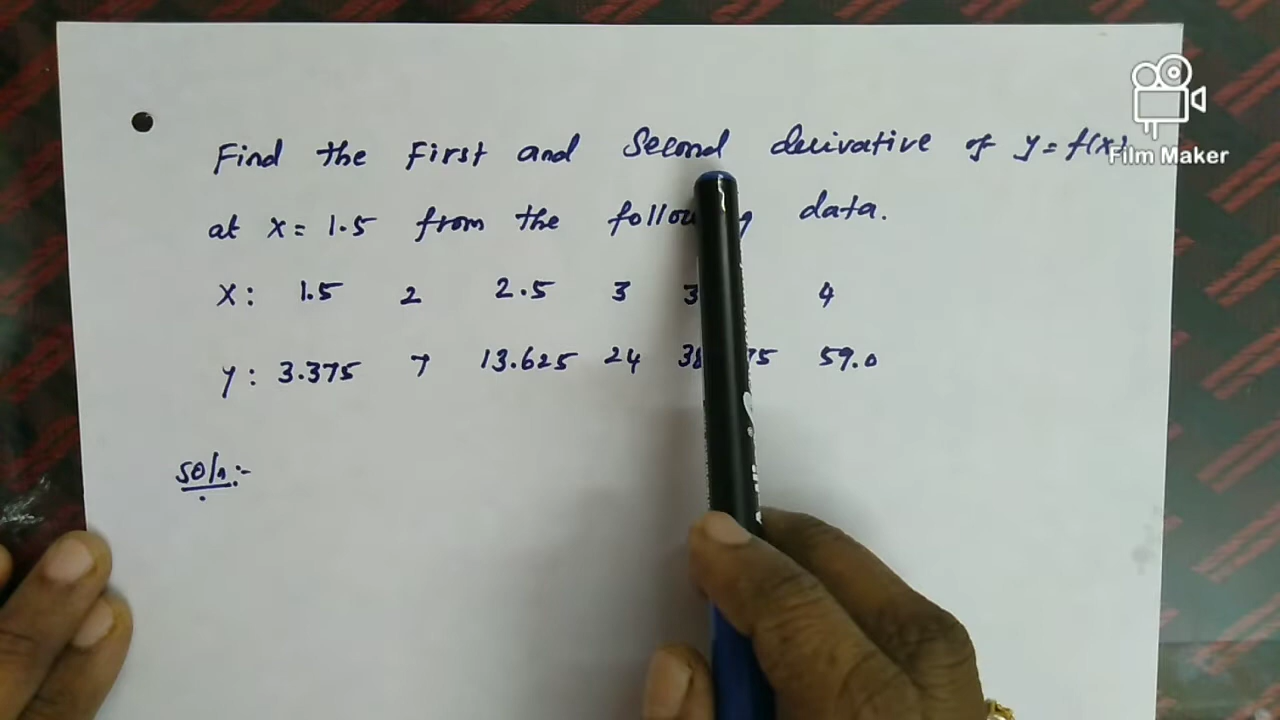 Find the First and Second derivative of y = f(x)
at x = 1.5 from the data.
x: 1.5 2 2.5 3 4
y: 3.375 7 13.625 24 59.0
Soln:-
Film Maker